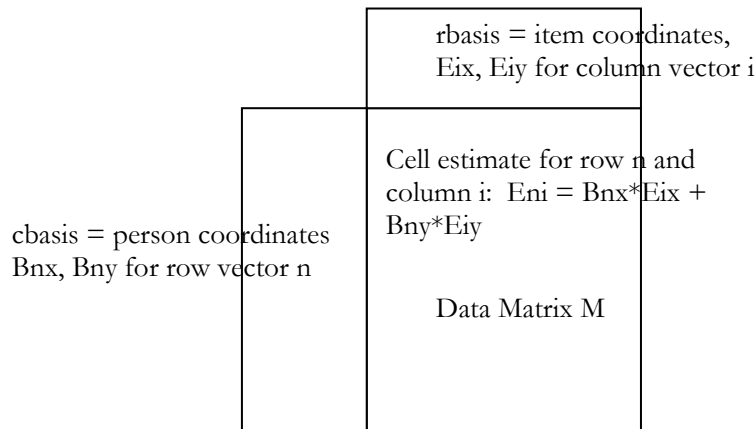 rbasis = item coordinates,
Eix, Eiy for column vector i
Cell estimate for row n and
column i:  Eni = Bnx*Eix +
Bny*Eiy
cbasis = person coordinates
Bnx, Bny for row vector n
Data Matrix M